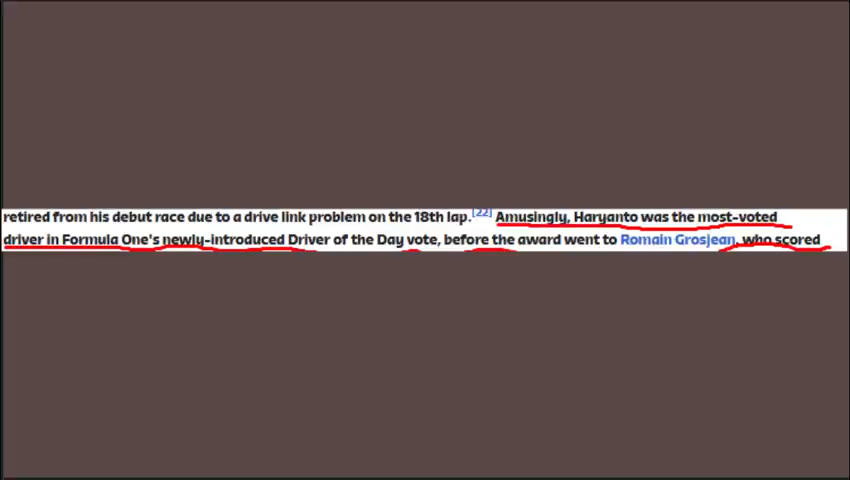 retired from his debut race due to a drive link problem on the 18th lap.[22] Amusingly, Haryanto was the most-voted
driver in Formula One's newly-introduced Driver of the Day vote, before the award went to Romain Grosjean, who scored